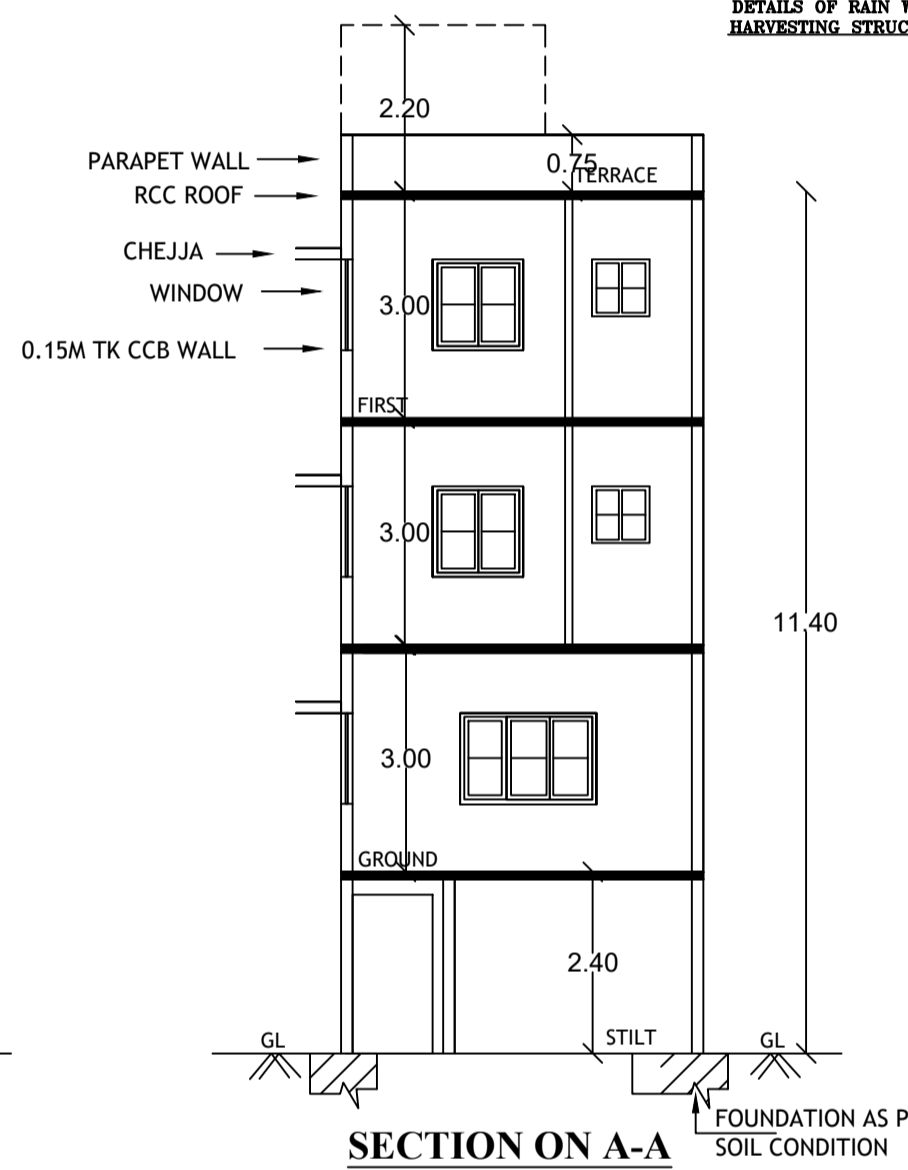 DETAILS OF RAIN
HARVESTING
2.20
PARAPET WALL
0.75
TERRACE
RCC ROOF
CHEJJA
WINDOW
3.00
0.15M TK CCB WALL
FIRST
3.00
11.40
3.00
GROUND
2.40
GL
STILT
GL
FOUNDATION AS
SOIL CONDITION
SECTION ON A-A